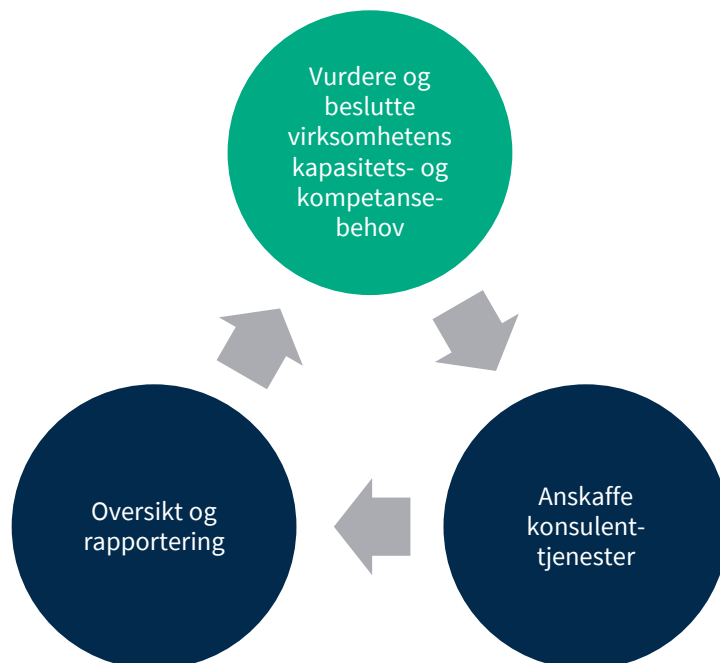 Vurdere og
beslutte
virksomhetens
kapasitets- og
kompetanse-
behov
Oversikt og
rapportering
Anskaffe
konsulent-
tjenester